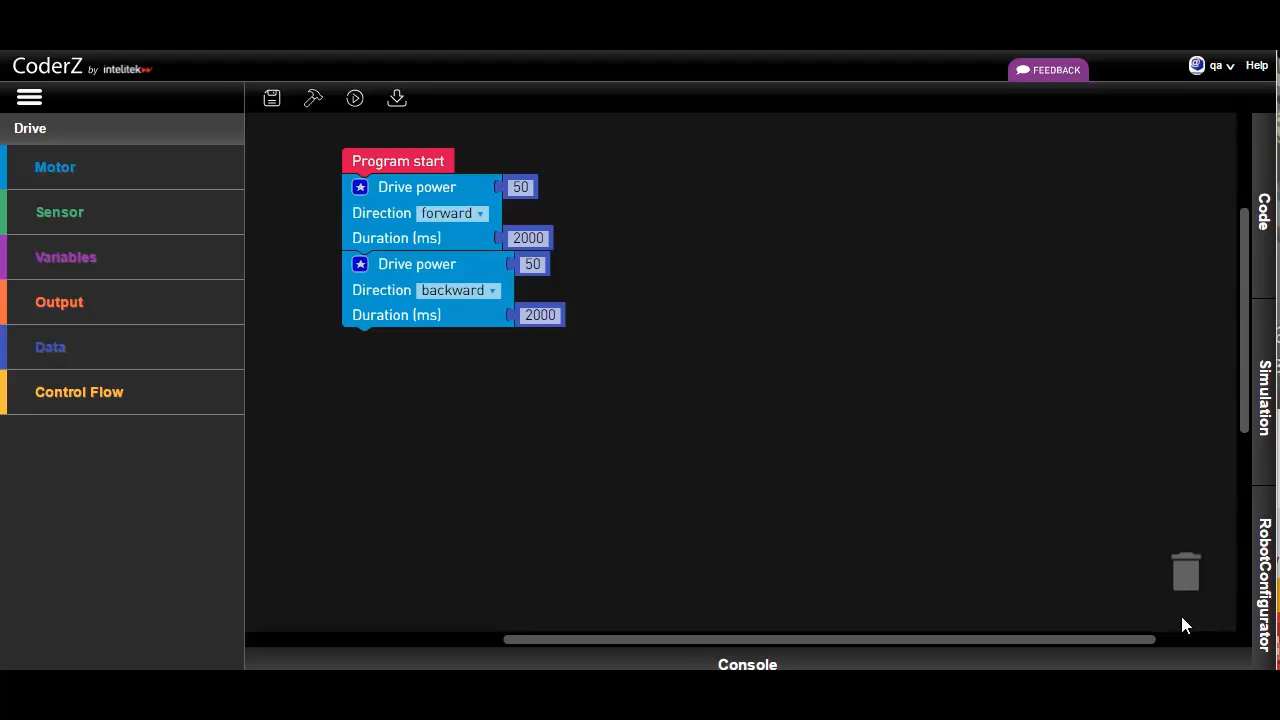 CoderZ by intelitek
FEEDBACK
qa
Help
Drive
Motor
Sensor
Variables
Output
Data
Control Flow
Program start
Drive power 50
Direction forward
Duration (ms) 2000
Drive power 50
Direction backward
Duration (ms) 2000
Code
Simulation
RobotConfigurator
Console